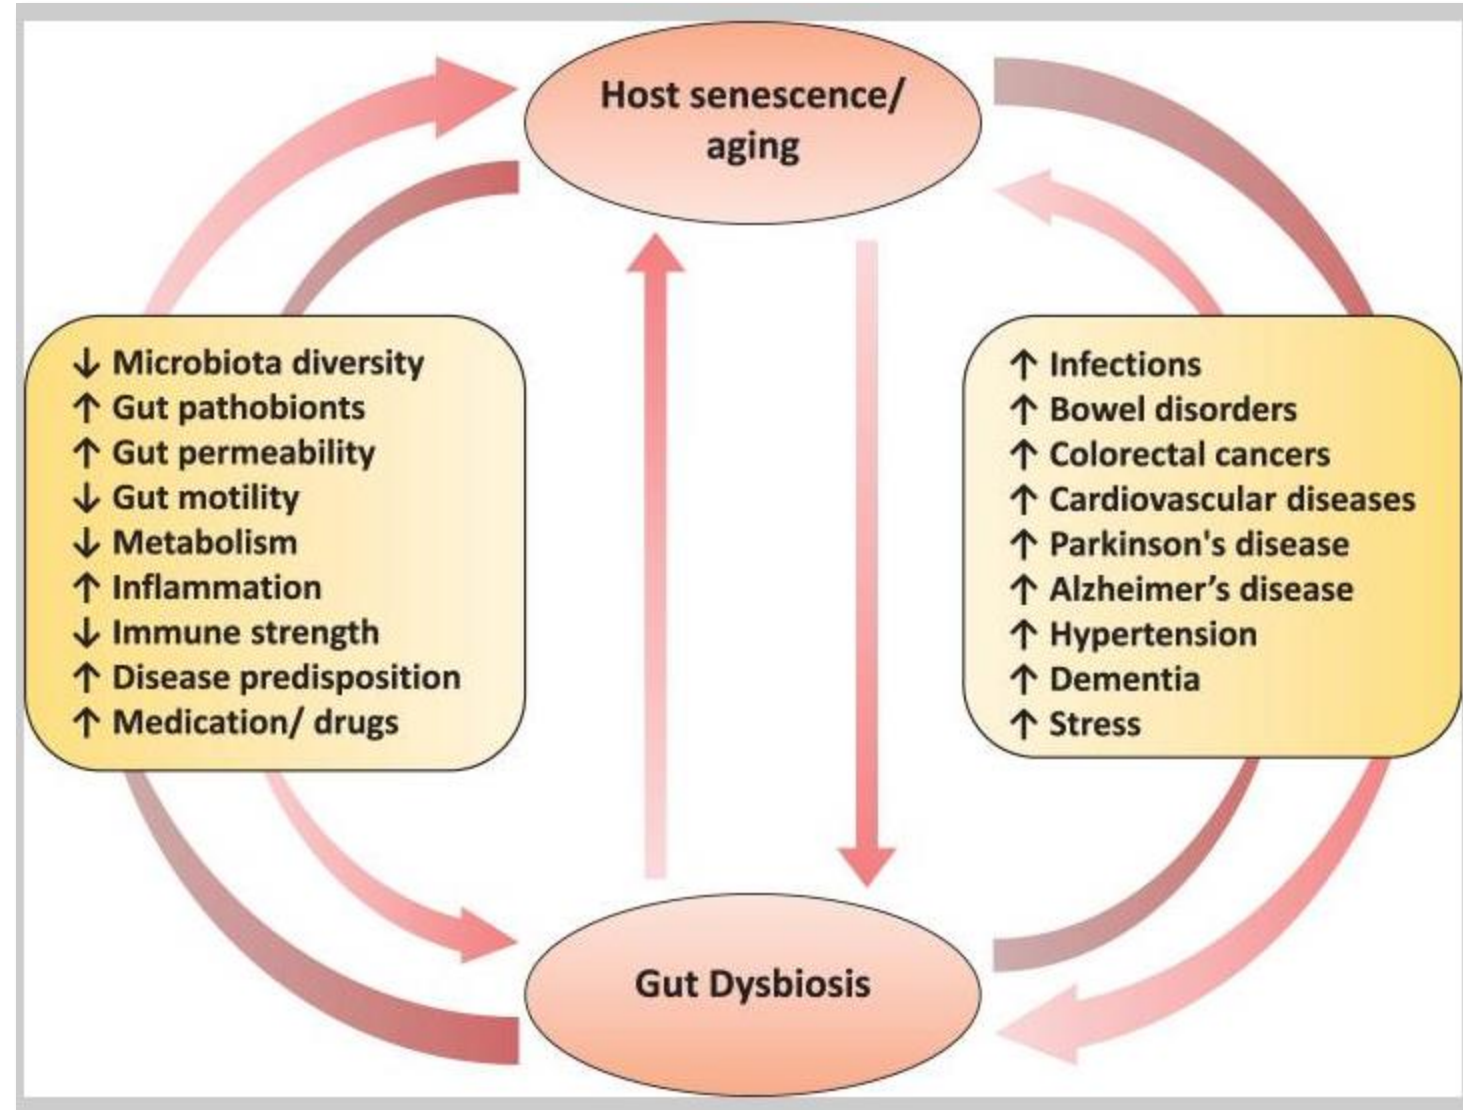 Host senescence/
aging
↓ Microbiota diversity
↑ Gut pathobionts
↑ Gut permeability
↓ Gut motility
↓ Metabolism
↑ Inflammation
↓ Immune strength
↑ Disease predisposition
↑ Medication/ drugs
↑ Infections
↑ Bowel disorders
↑ Colorectal cancers
↑ Cardiovascular diseases
↑ Parkinson's disease
↑ Alzheimer’s disease
↑ Hypertension
↑ Dementia
↑ Stress
Gut Dysbiosis